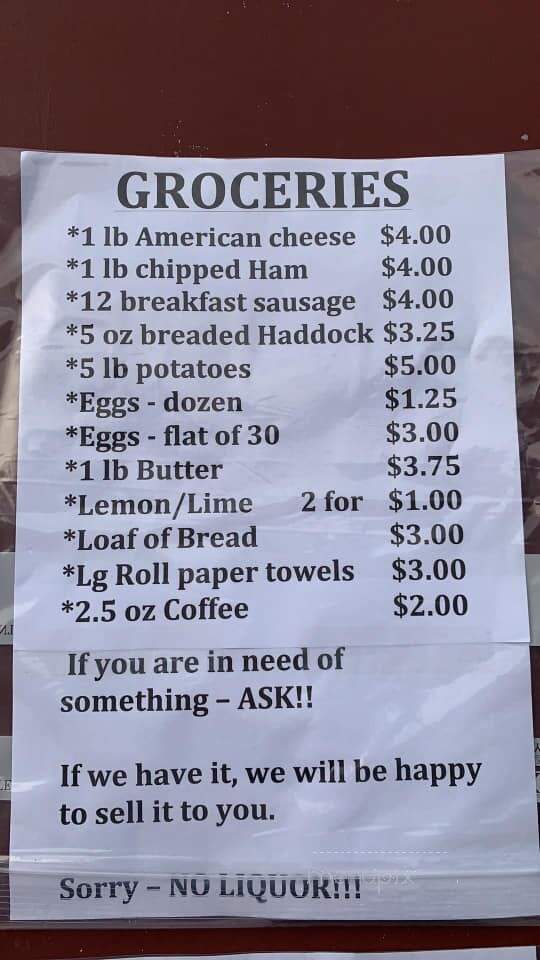 GROCERIES
*1 lb American cheese $4.00
*1 lb chipped Ham $4.00
*12 breakfast sausage $4.00
*5 oz breaded Haddock $3.25
*5 lb potatoes $5.00
*Eggs - dozen $1.25
*Eggs - flat of 30 $3.00
*1 lb Butter $3.75
*Lemon/Lime 2 for $1.00
*Loaf of Bread $3.00
*Lg Roll paper towels $3.00
*2.5 oz Coffee $2.00
If you are in need of
something – ASK!!
If we have it, we will be happy
to sell it to you.
Sorry – NO LIQUOR!!!